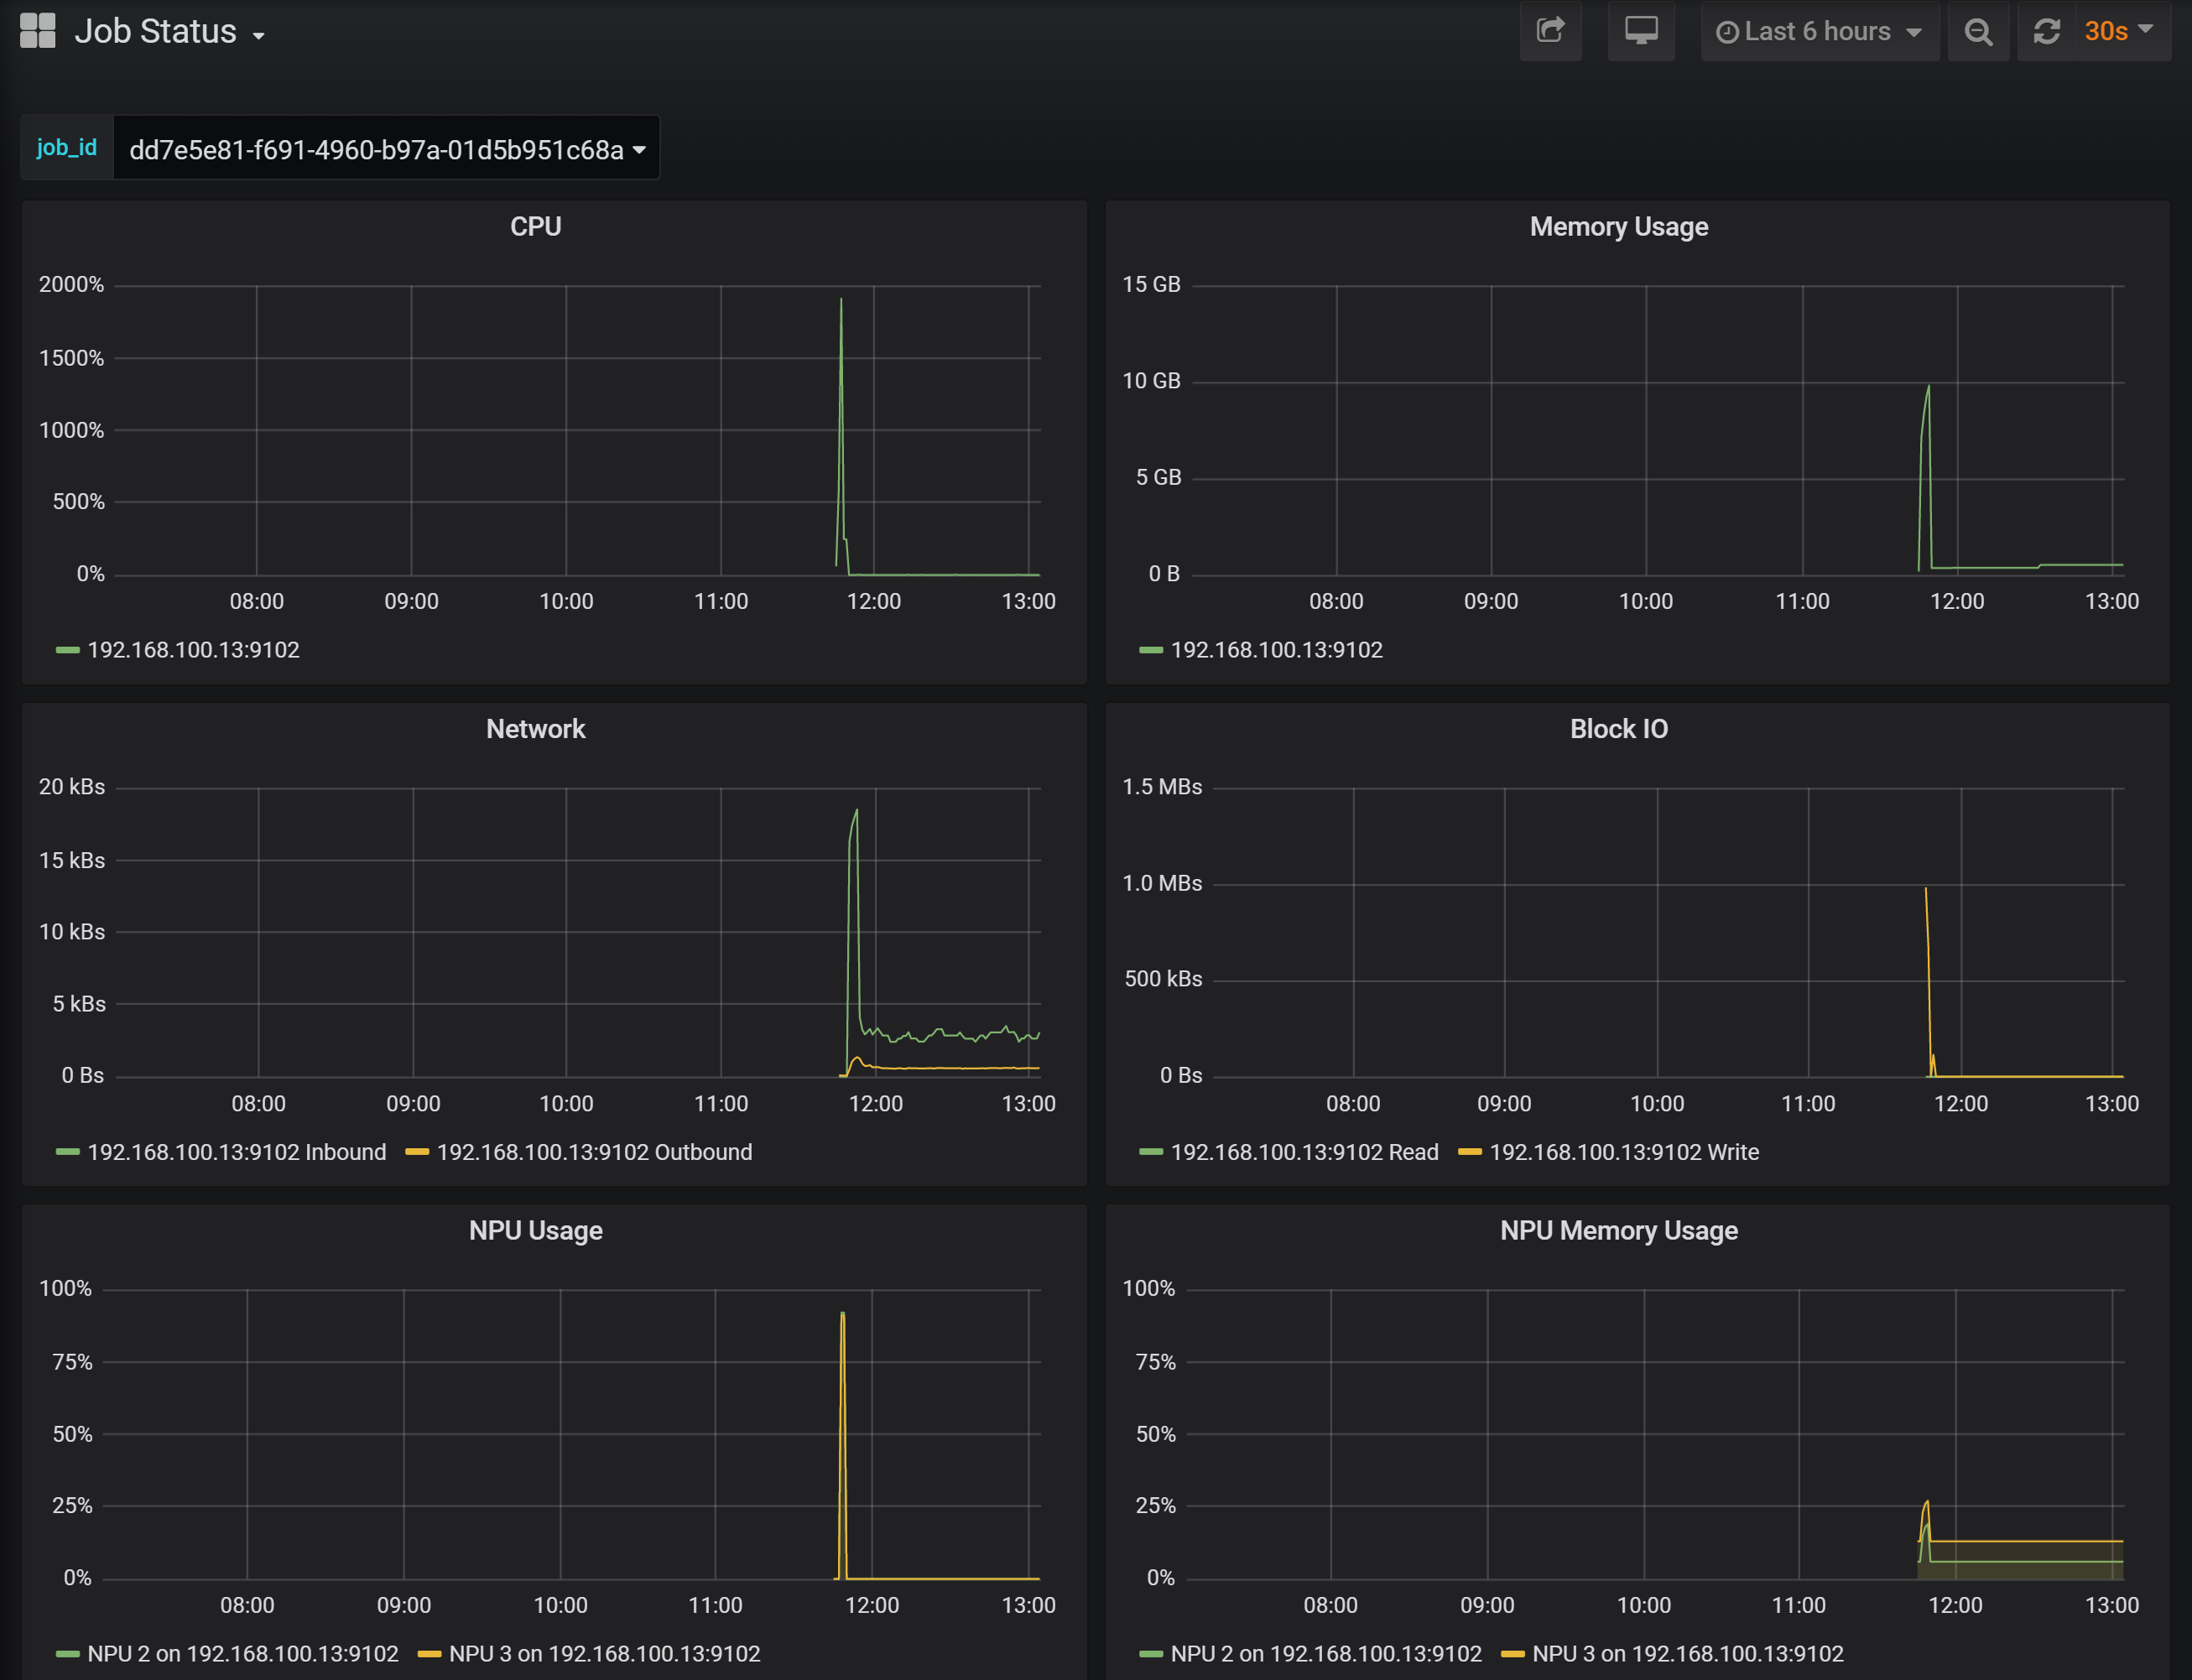 Job Status
Last 6 hours
30s
job_id
dd7e5e81-f691-4960-b97a-01d5b951c68a
CPU
2000%
1500%
1000%
500%
0%
08:00 09:00 10:00 11:00 12:00 13:00
192.168.100.13:9102
Memory Usage
15 GB
10 GB
5 GB
0 B
08:00 09:00 10:00 11:00 12:00 13:00
192.168.100.13:9102
Network
20 kBs
15 kBs
10 kBs
5 kBs
0 Bs
08:00 09:00 10:00 11:00 12:00 13:00
192.168.100.13:9102 Inbound 192.168.100.13:9102 Outbound
Block IO
1.5 MBs
1.0 MBs
500 kBs
0 Bs
08:00 09:00 10:00 11:00 12:00 13:00
192.168.100.13:9102 Read 192.168.100.13:9102 Write
NPU Usage
100%
75%
50%
25%
0%
08:00 09:00 10:00 11:00 12:00 13:00
NPU 2 on 192.168.100.13:9102 NPU 3 on 192.168.100.13:9102
NPU Memory Usage
100%
75%
50%
25%
0%
08:00 09:00 10:00 11:00 12:00 13:00
NPU 2 on 192.168.100.13:9102 NPU 3 on 192.168.100.13:9102